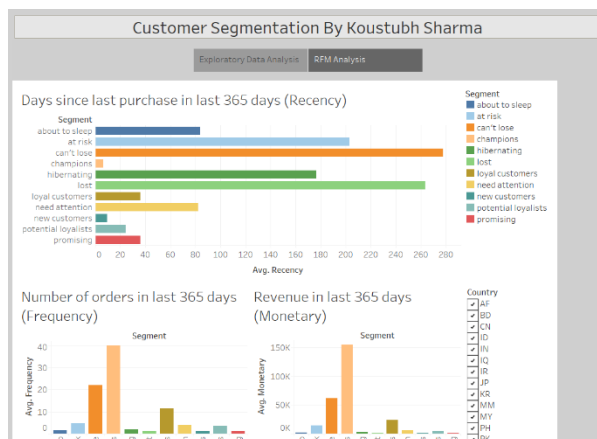 Customer Segmentation By Koustubh Sharma
Exploratory Data Analysis
RFM Analysis
Days since last purchase in last 365 days (Recency)
Segment
about to sleep
at risk
can't lose
champions
hibernating
lost
loyal customers
need attention
new customers
potential loyalists
promising
0 20 40 60 80 100 120 140 160 180 200 220 240 260 280
Avg. Recency
Segment
about to sleep
at risk
can't lose
champions
hibernating
lost
loyal customers
need attention
new customers
potential loyalists
promising
Number of orders in last 365 days
(Frequency)
Segment
Avg. Frequency
40
30
20
10
0
Revenue in last 365 days
(Monetary)
Segment
Avg. Monetary
150K
100K
50K
0K
Country
AF
BD
CN
ID
IN
IQ
IR
JP
KR
MM
MY
PH